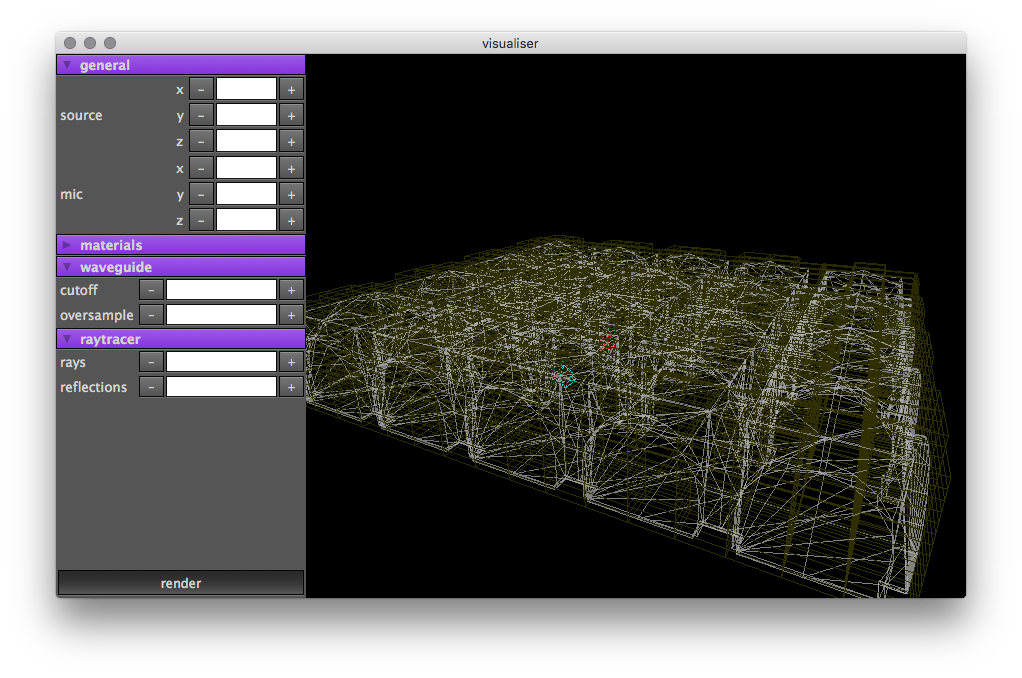 visualiser
general
x - +
source y - +
z - +
x - +
mic y - +
z - +
materials
waveguide
cutoff - +
oversample - +
raytracer
rays - +
reflections - +
render